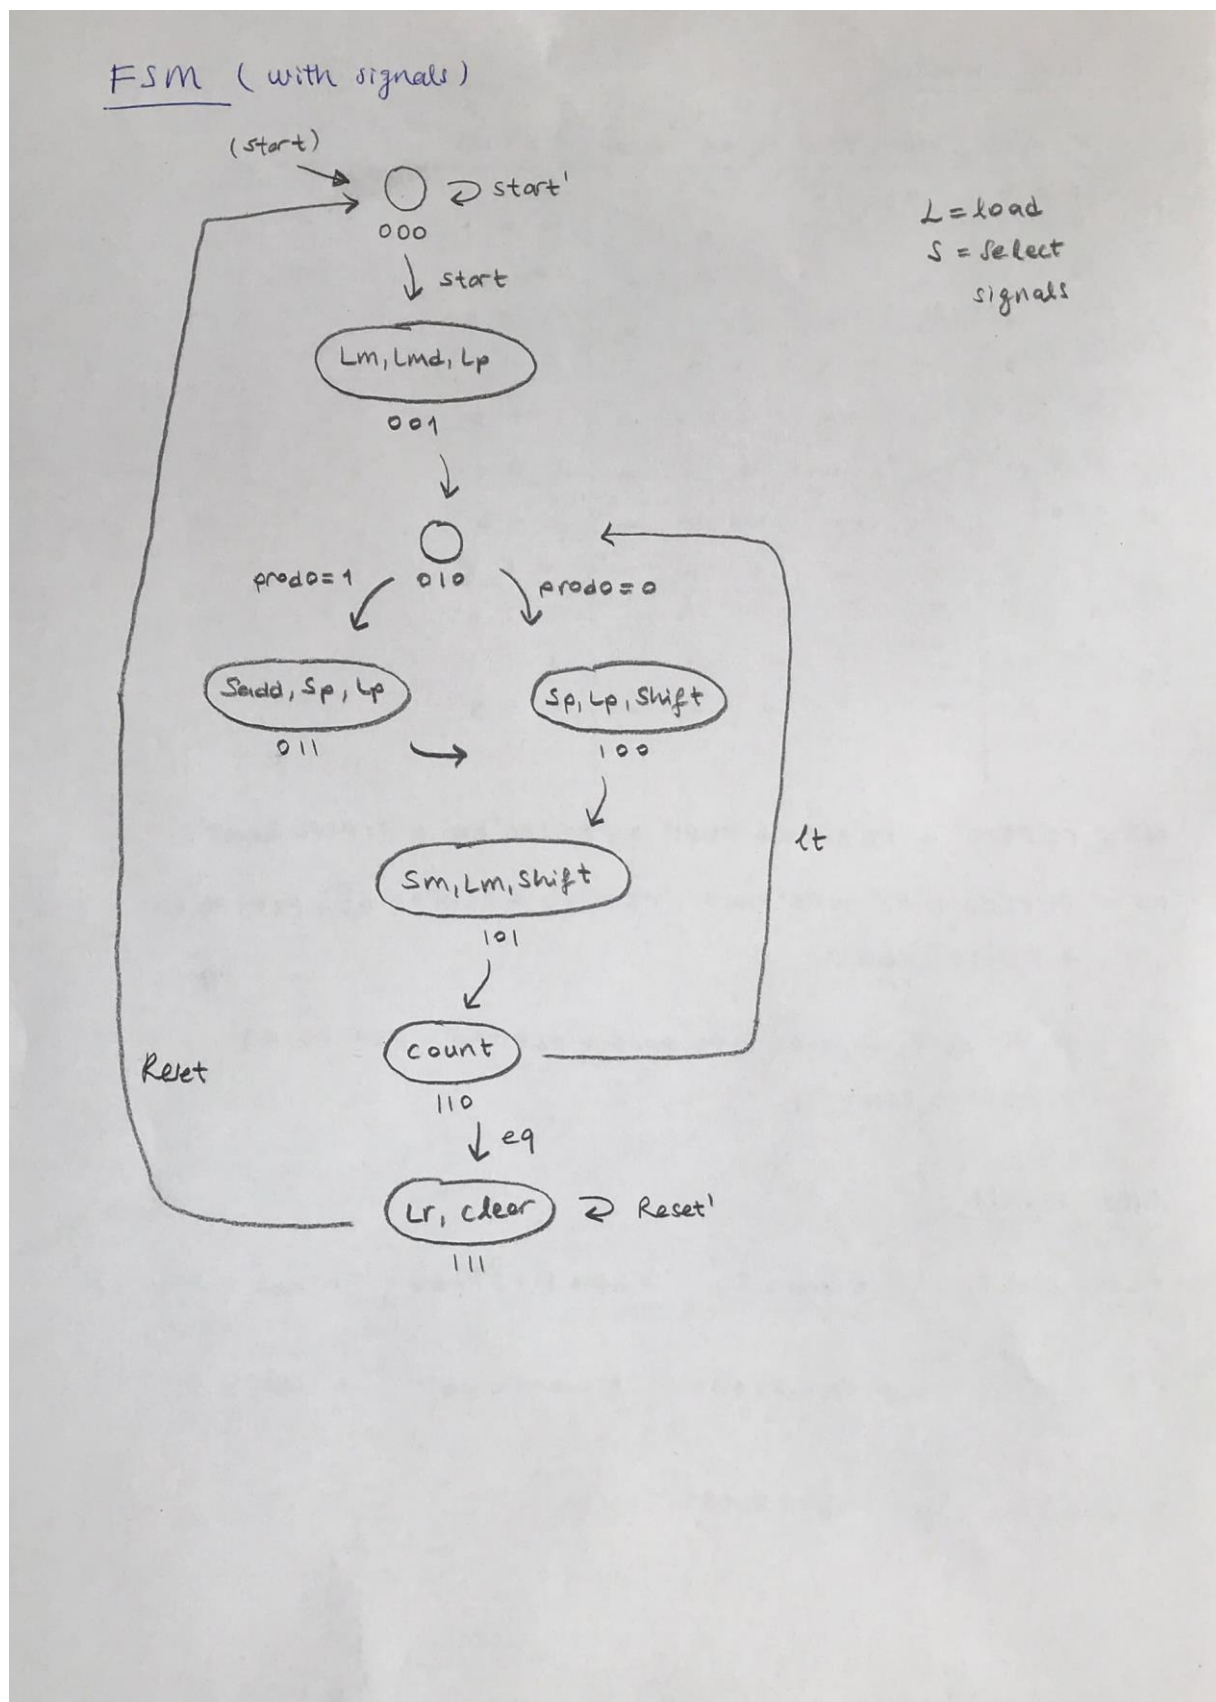 FSM (with signals)
(start)
start'
000
start
L = load
S = select
signals
Lm, Lmd, Lp
001
prod0 = 1
010
prod0 = 0
Sadd, Sp, Lp
011
Sp, Lp, Shift
100
lt
Sm, Lm, Shift
101
count
110
Reset
eq
Lr, clear
Reset'
111